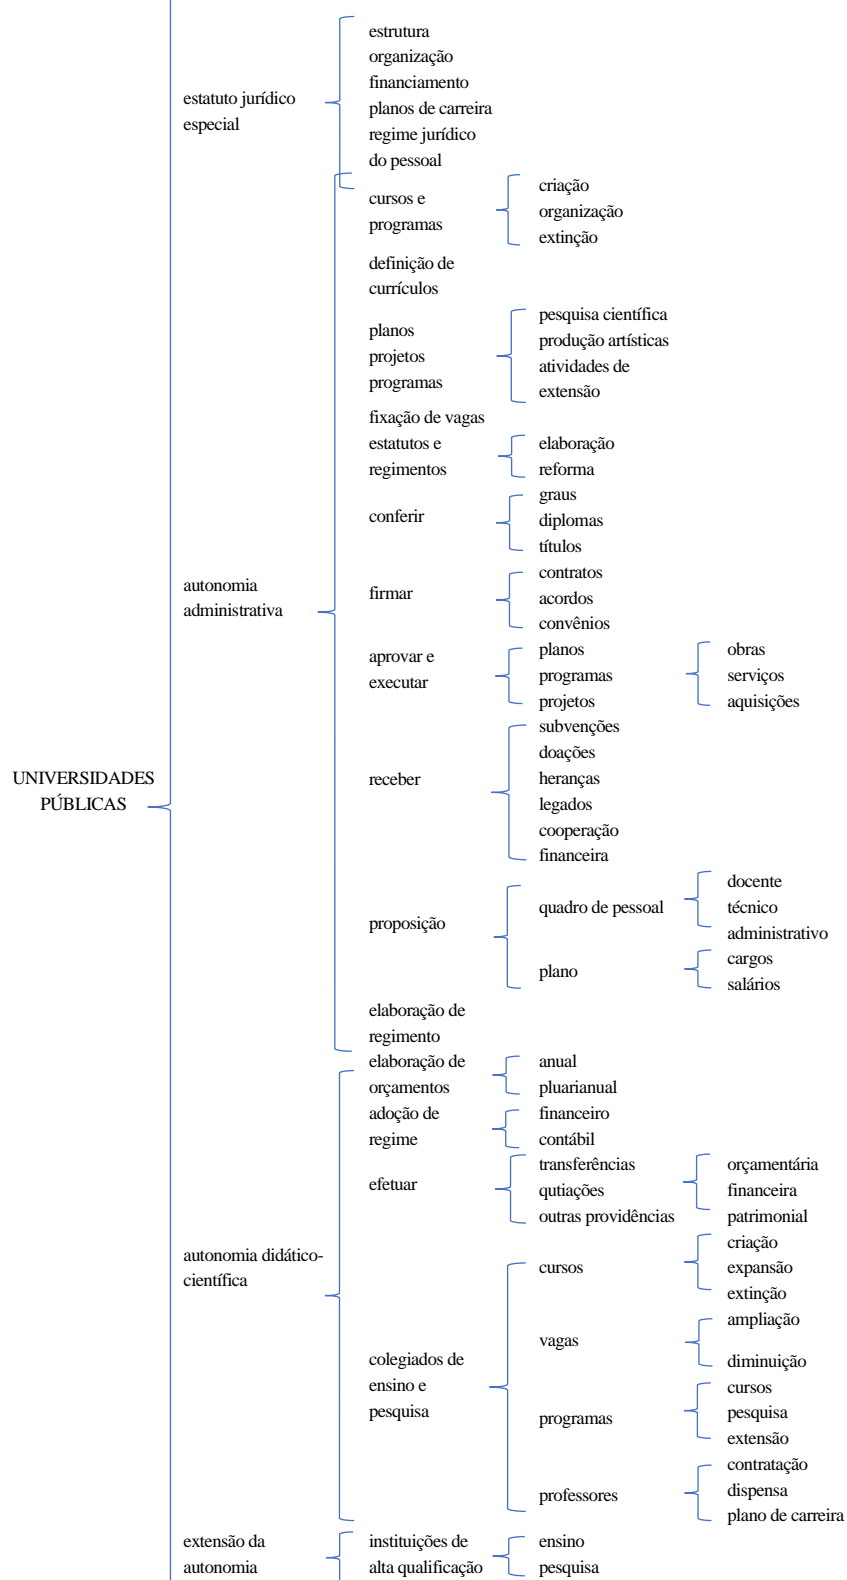 estrutura
organização
financiamento
planos de carreira
regime jurídico
do pessoal
estatuto jurídico
especial
cursos e
programas
criação
organização
extinção
definição de
currículos
planos
projetos
programas
pesquisa científica
produção artísticas
atividades de
extensão
fixação de vagas
estatutos e
regimentos
elaboração
reforma
conferir
graus
diplomas
títulos
autonomia
administrativa
firmar
contratos
acordos
convênios
aprovar e
executar
planos
programas
projetos
obras
serviços
aquisições
UNIVERSIDADES
PÚBLICAS
receber
subvenções
doações
heranças
legados
cooperação
financeira
proposição
quadro de pessoal
docente
técnico
administrativo
plano
cargos
salários
elaboração de
regimento
elaboração de
orçamentos
anual
pluarianual
adoção de
regime
financeiro
contábil
efetuar
transferências
qutiações
outras providências
orçamentária
financeira
patrimonial
autonomia didático-
científica
colegiados de
ensino e
pesquisa
cursos
criação
expansão
extinção
vagas
ampliação
diminuição
programas
cursos
pesquisa
extensão
professores
contratação
dispensa
plano de carreira
extensão da
autonomia
instituições de
alta qualificação
ensino
pesquisa